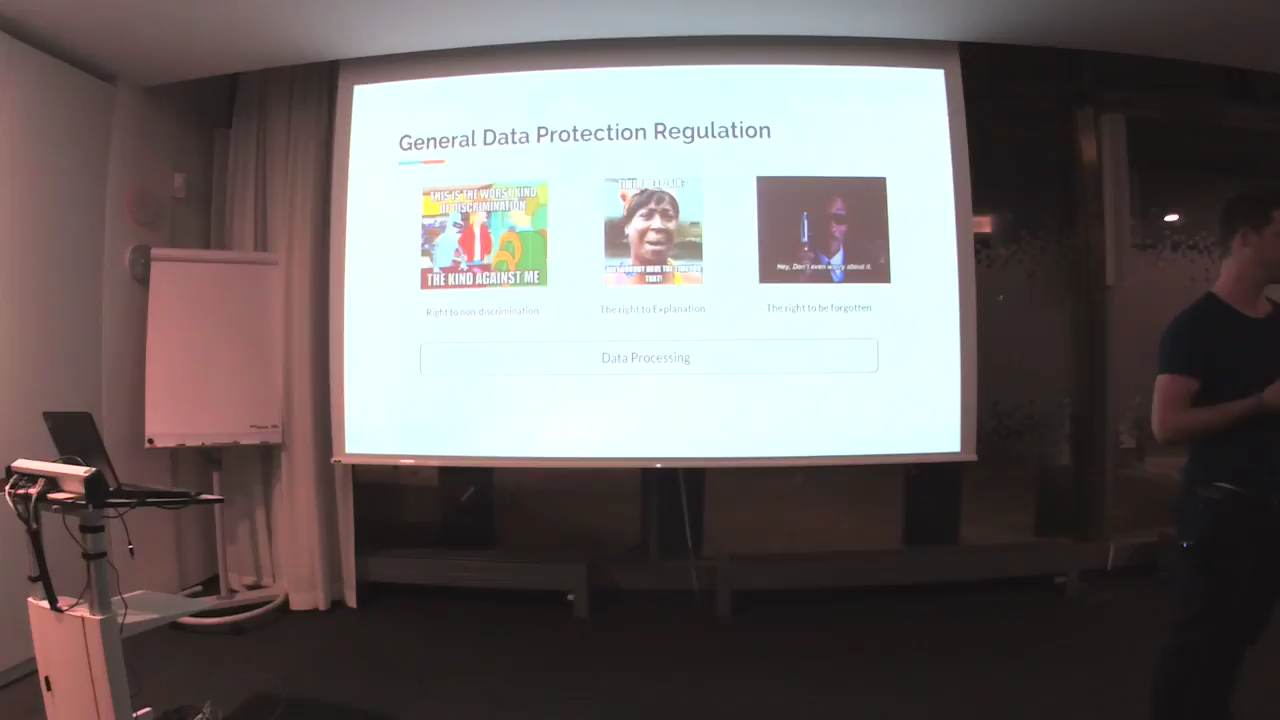 General Data Protection Regulation
THIS IS THE WORST KIND
OF DISCRIMINATION
THE KIND AGAINST ME
THAT!
Hey, Don't even worry about it.
Right to non-discrimination
The right to Explanation
The right to be forgotten
Data Processing